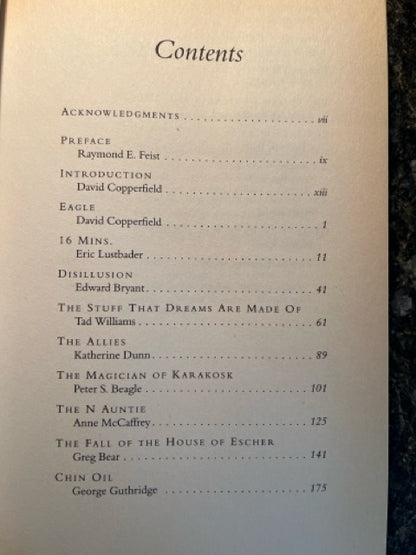 Contents
ACKNOWLEDGMENTS . . . . . . . . . . . . . . . . . . . . vii
PREFACE
Raymond E. Feist . . . . . . . . . . . . . . . . . . . . . . ix
INTRODUCTION
David Copperfield . . . . . . . . . . . . . . . . . . . . . xiii
EAGLE
David Copperfield . . . . . . . . . . . . . . . . . . . . . 1
16 MINS.
Eric Lustbader . . . . . . . . . . . . . . . . . . . . . . . 11
DISILLUSION
Edward Bryant . . . . . . . . . . . . . . . . . . . . . . . 41
THE STUFF THAT DREAMS ARE MADE OF
Tad Williams . . . . . . . . . . . . . . . . . . . . . . . . 61
THE ALLIES
Katherine Dunn . . . . . . . . . . . . . . . . . . . . . . 89
THE MAGICIAN OF KARAKOSK
Peter S. Beagle . . . . . . . . . . . . . . . . . . . . . . 101
THE N AUNTIE
Anne McCaffrey . . . . . . . . . . . . . . . . . . . . . 125
THE FALL OF THE HOUSE OF ESCHER
Greg Bear . . . . . . . . . . . . . . . . . . . . . . . . . 141
CHIN OIL
George Guthridge . . . . . . . . . . . . . . . . . . . . 175